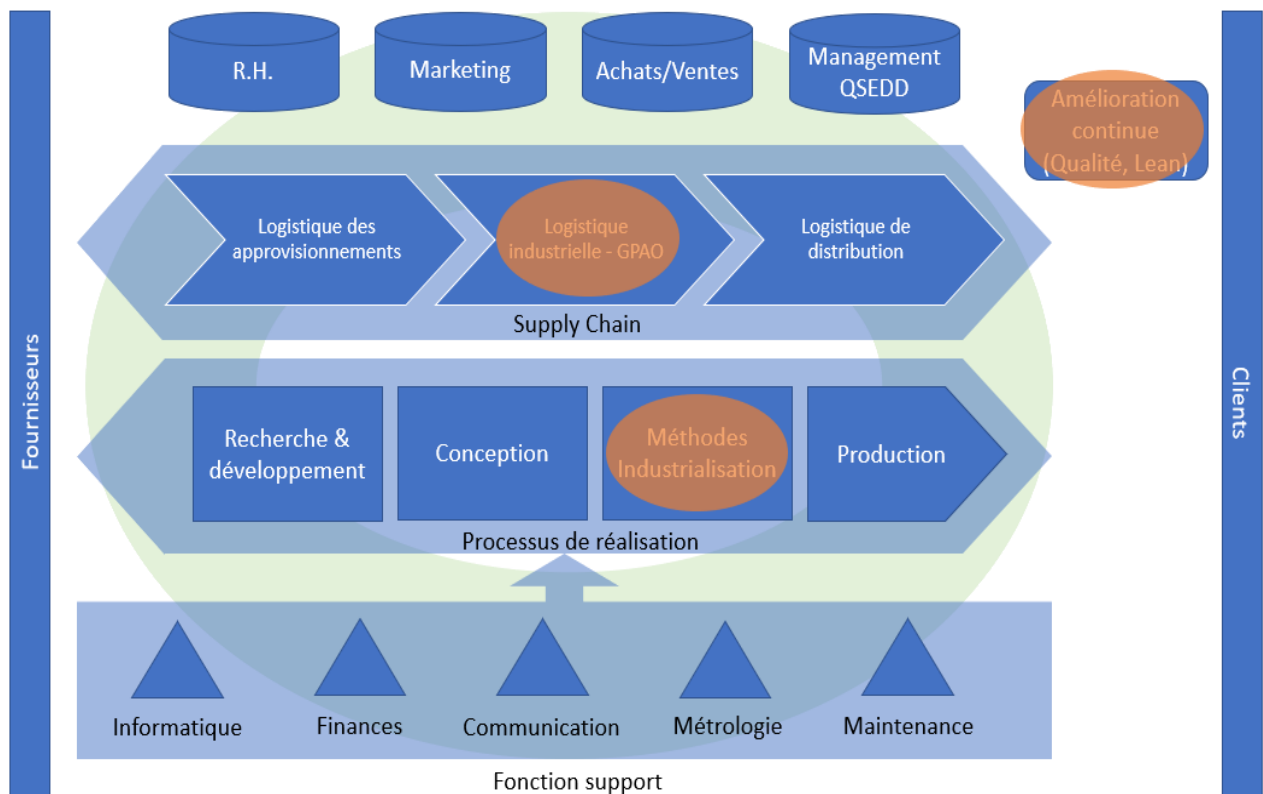 R.H.
Marketing
Achats/Ventes
Management
QSEDD
Amélioration
continue
(Qualité, Lean)
Fournisseurs
Clients
Logistique des
approvisionnements
Logistique
industrielle - GPAO
Logistique de
distribution
Supply Chain
Recherche &
développement
Conception
Méthodes
Industrialisation
Production
Processus de réalisation
Informatique
Finances
Communication
Métrologie
Maintenance
Fonction support